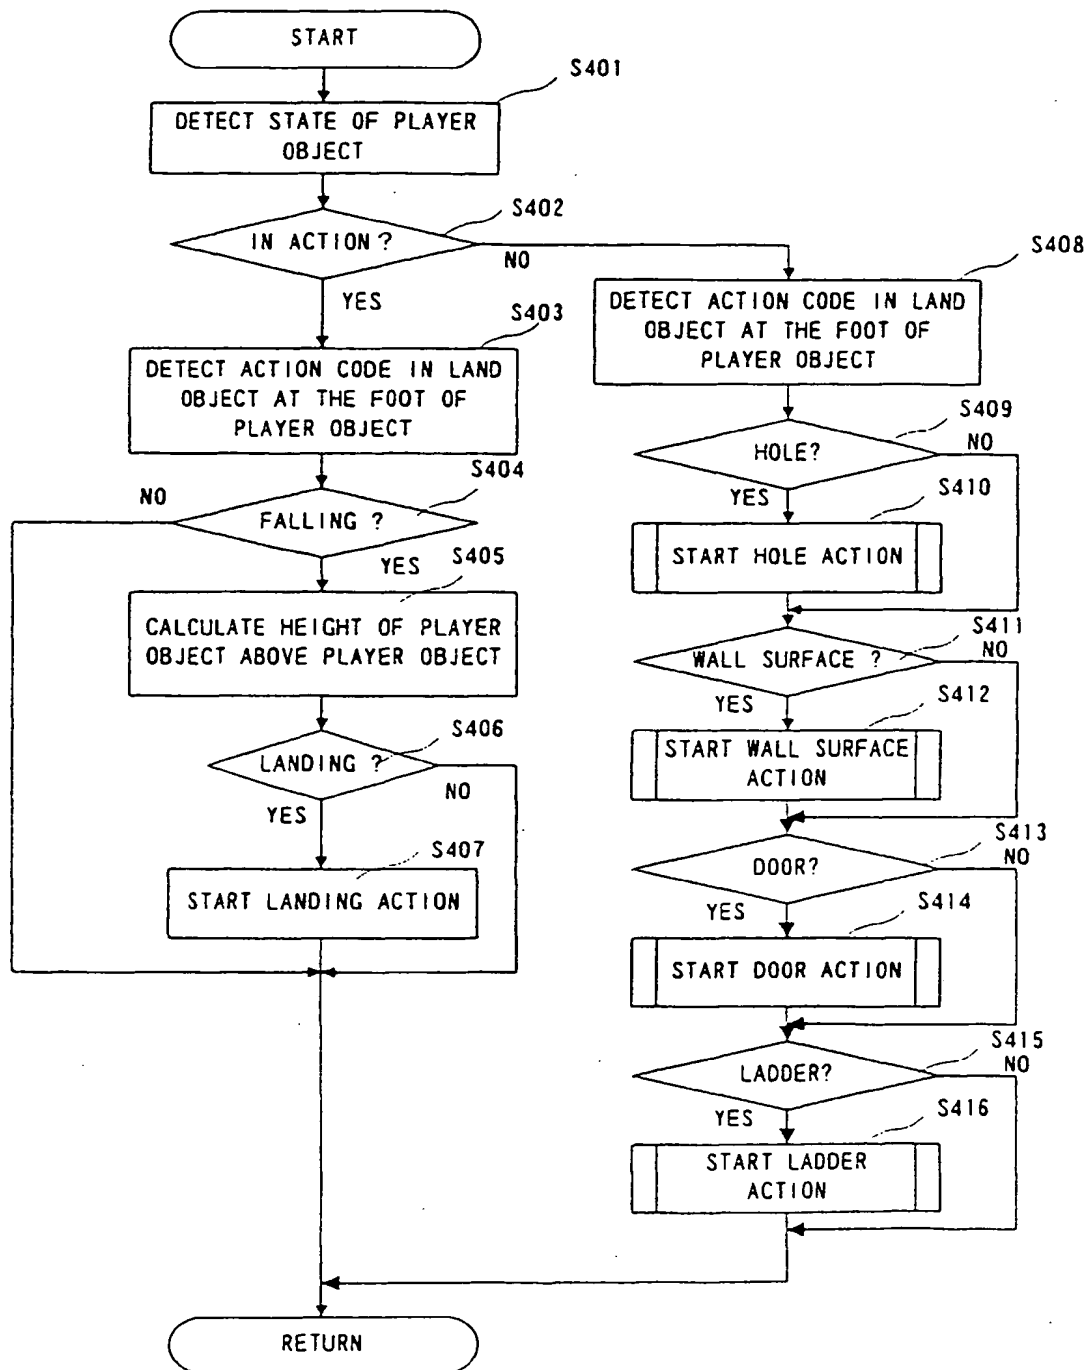 START
S401
DETECT STATE OF PLAYER
OBJECT
S402
IN ACTION ?
NO
YES
S403
DETECT ACTION CODE IN LAND
OBJECT AT THE FOOT OF
PLAYER OBJECT
S404
NO
FALLING ?
YES
S405
CALCULATE HEIGHT OF PLAYER
OBJECT ABOVE PLAYER OBJECT
S406
LANDING ?
NO
YES
S407
START LANDING ACTION
S408
DETECT ACTION CODE IN LAND
OBJECT AT THE FOOT OF
PLAYER OBJECT
S409
HOLE?
NO
YES
S410
START HOLE ACTION
S411
WALL SURFACE ?
NO
YES
S412
START WALL SURFACE
ACTION
S413
DOOR?
NO
YES
S414
START DOOR ACTION
S415
LADDER?
NO
YES
S416
START LADDER
ACTION
RETURN